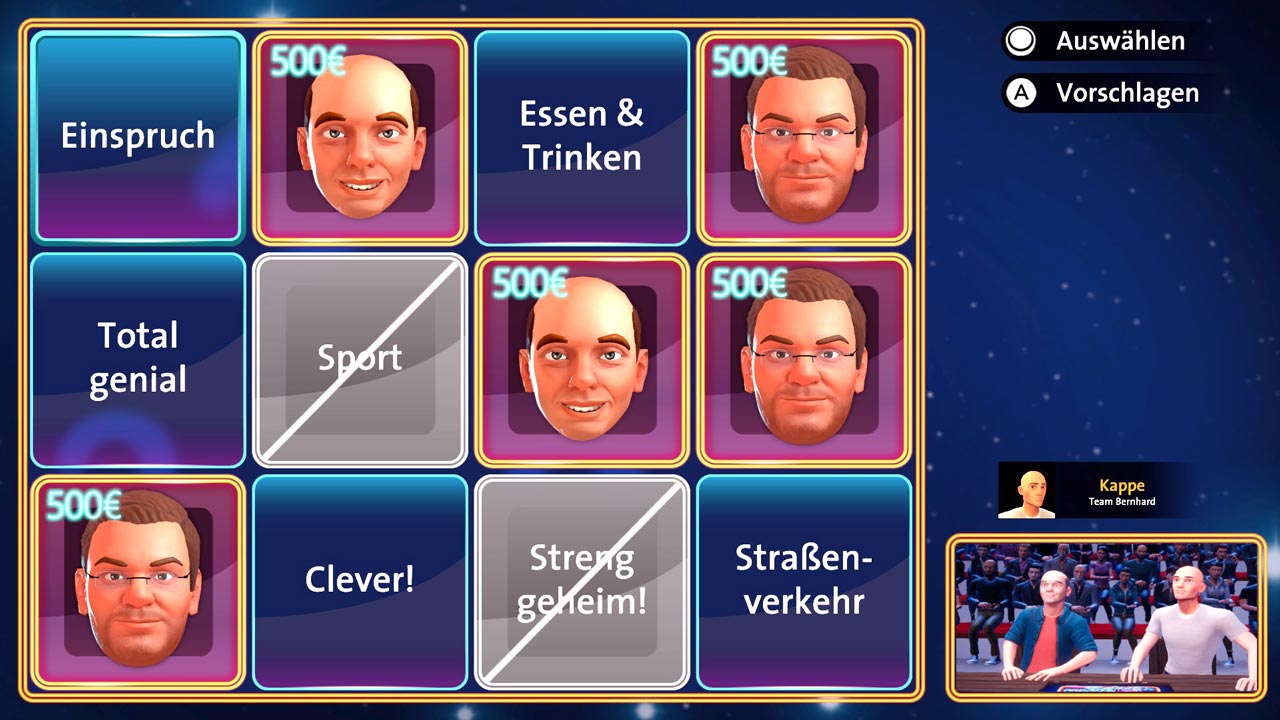 Einspruch
500€
Essen &
Trinken
500€
Auswählen
A
Vorschlagen
Total
genial
Sport
500€
500€
500€
Clever!
Streng
geheim!
Straßen-
verkehr
Kappe
Team Bernhard